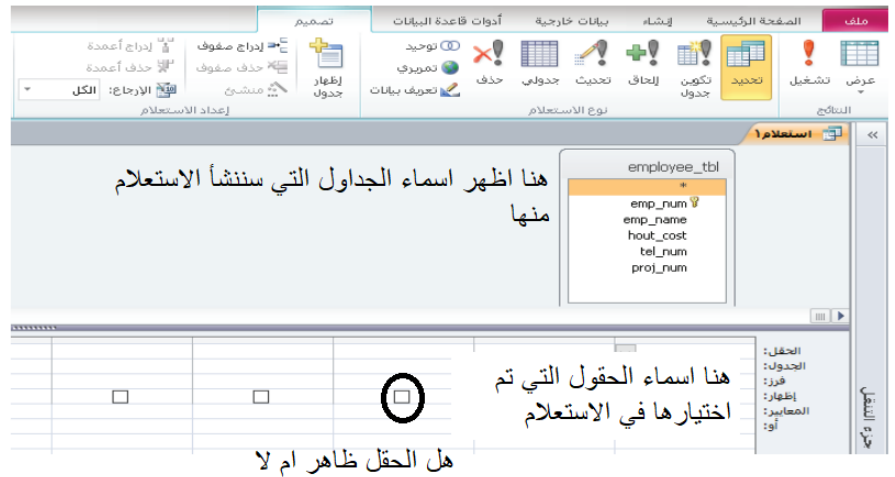 ملف الصفحة الرئيسية إنشاء بيانات خارجية أدوات قاعدة البيانات تصميم
عرض تشغيل تحديد تكوين جدول إلحاق تحديث جدولي حذف
توحيد
تمريري
تعريف بيانات
إظهار جدول
إدراج صفوف
حذف صفوف
منشئ
إدراج أعمدة
حذف أعمدة
الإرجاع: الكل
النتائج نوع الاستعلام إعداد الاستعلام
استعلام١
employee_tbl
*
emp_num
emp_name
hout_cost
tel_num
proj_num
هنا اظهر اسماء الجداول التي سننشأ الاستعلام
منها
الحقل:
الجدول:
فرز:
إظهار:
المعايير:
أو:
هنا اسماء الحقول التي تم
اختيارها في الاستعلام
هل الحقل ظاهر ام لا
جزء التنقل